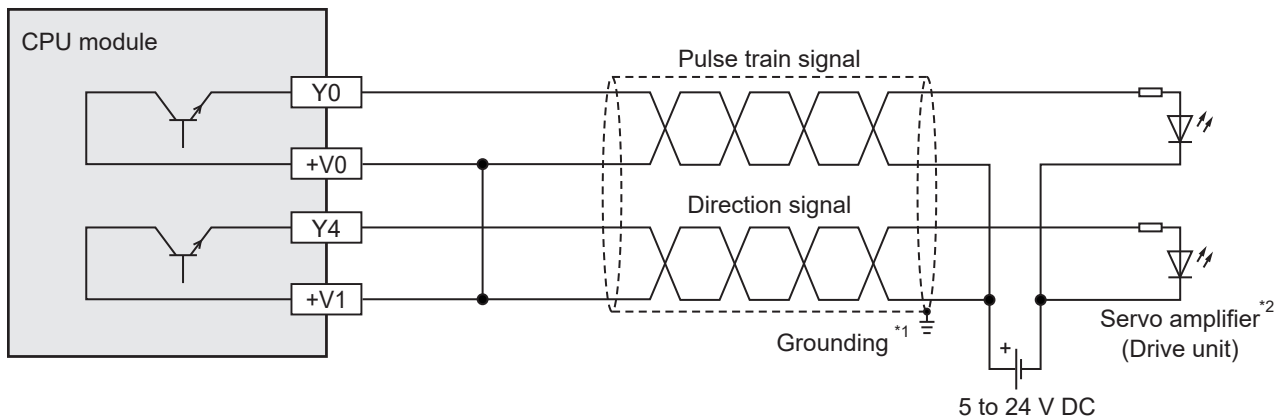 CPU module
Pulse train signal
Y0
+V0
Direction signal
Y4
+V1
Grounding *1
Servo amplifier *2
(Drive unit)
+
5 to 24 V DC